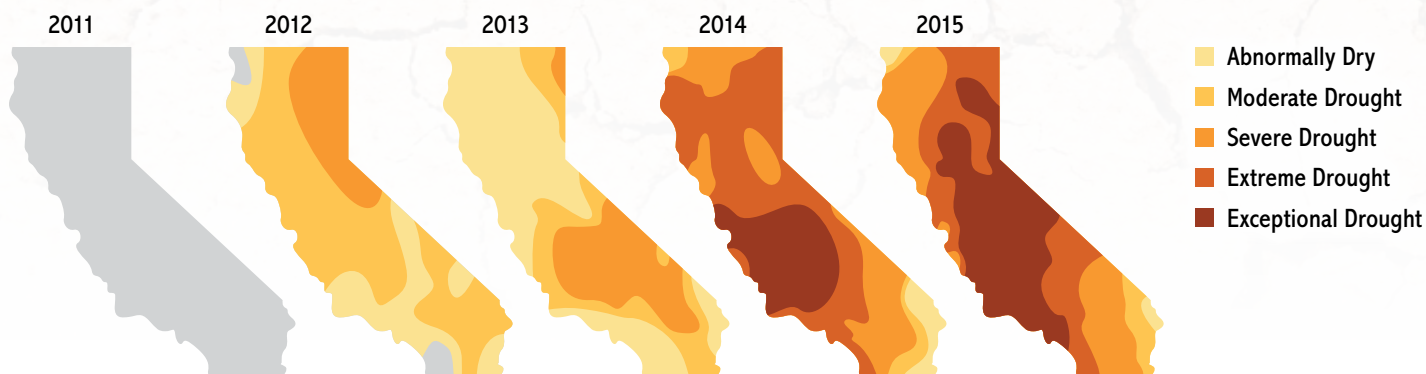 2011
2012
2013
2014
2015
Abnormally Dry
Moderate Drought
Severe Drought
Extreme Drought
Exceptional Drought